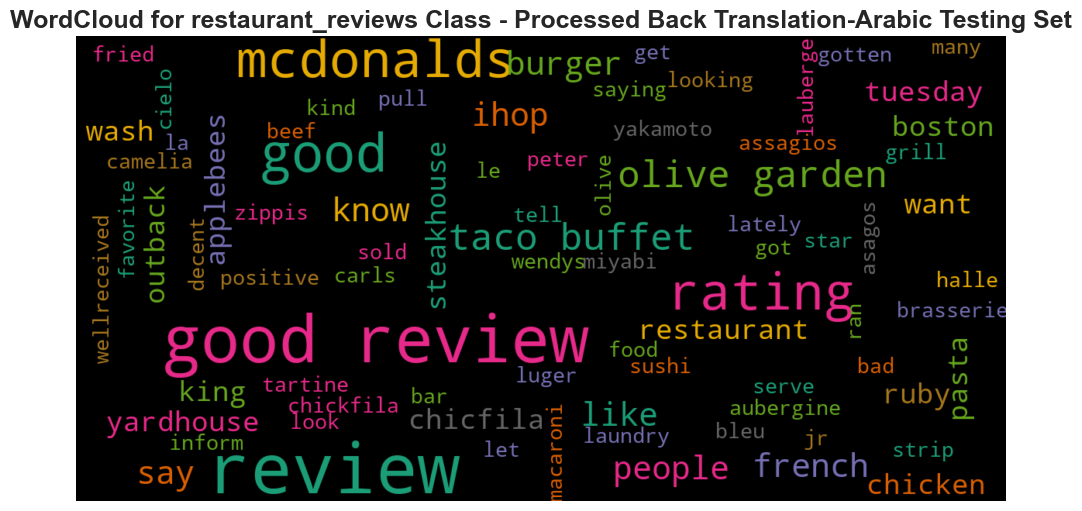 WordCloud for restaurant_reviews Class - Processed Back Translation-Arabic Testing Set
fried
mcdonalds
burger
get
looking
lauberge
gotten
many
cielo
kind
pull
saying
tuesday
wash
la
applebees
beef
good
ihop
yakamoto
assagios
boston
grill
camelia
steakhouse
le
peter
olive
olive garden
favorite
outback
zippis
know
tell
lately
asagos
want
wellreceived
decent
sold
taco buffet
got
star
positive
carls
wendys
miyabi
rating
halle
brasserie
good review
restaurant
ran
food
sushi
bad
pasta
king
tartine
luger
serve
ruby
chickfila
bar
yardhouse
look
chicfila
like
aubergine
inform
macaroni
laundry
bleu
jr
strip
say
review
let
people
french
chicken